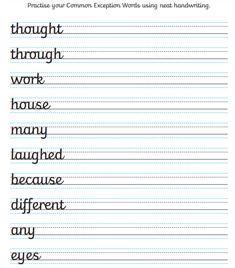 Practise your Common Exception Words using neat handwriting.
thought
through
work
house
many
laughed
because
different
any
eyes